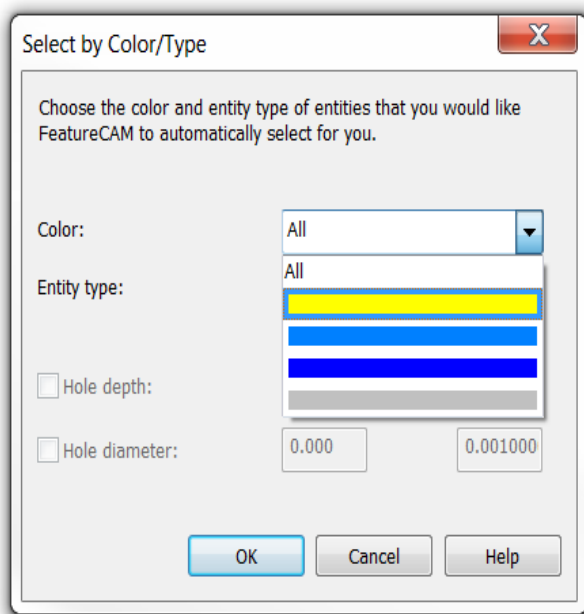 Select by Color/Type
Choose the color and entity type of entities that you would like
FeatureCAM to automatically select for you.
Color:
All
All
Entity type:
Hole depth:
Hole diameter:
0.000
0.001000
OK
Cancel
Help